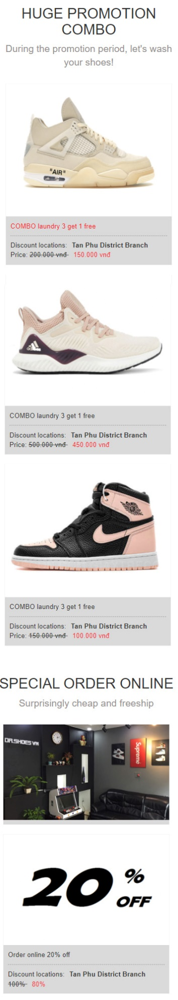 HUGE PROMOTION
COMBO
During the promotion period, let's wash
your shoes!
"AIR"
COMBO laundry 3 get 1 free
Discount locations: Tan Phu District Branch
Price: 200.000 vnđ 150.000 vnđ
adidas
COMBO laundry 3 get 1 free
Discount locations: Tan Phu District Branch
Price: 500.000 vnđ 450.000 vnđ
COMBO laundry 3 get 1 free
Discount locations: Tan Phu District Branch
Price: 150.000 vnđ 100.000 vnđ
SPECIAL ORDER ONLINE
Surprisingly cheap and freeship
DR.SHOES VN
Supreme
20 %
OFF
Order online 20% off
Discount locations: Tan Phu District Branch
100% 80%